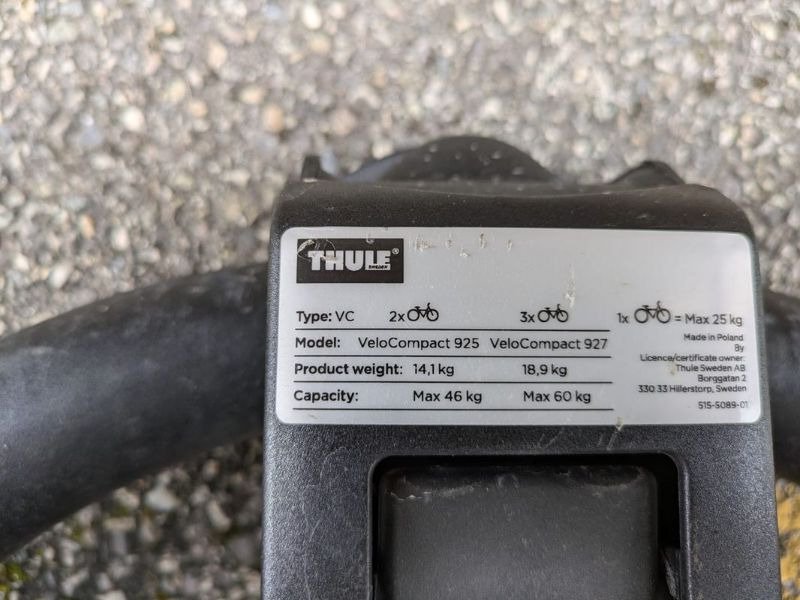 THULE®
SWEDEN
Type: VC 2x 3x 1x = Max 25 kg
Model: VeloCompact 925 VeloCompact 927
Product weight: 14,1 kg 18,9 kg
Capacity: Max 46 kg Max 60 kg
Made in Poland
By
Licence/certificate owner:
Thule Sweden AB
Borggatan 2
330 33 Hillerstorp, Sweden
515-5089-01